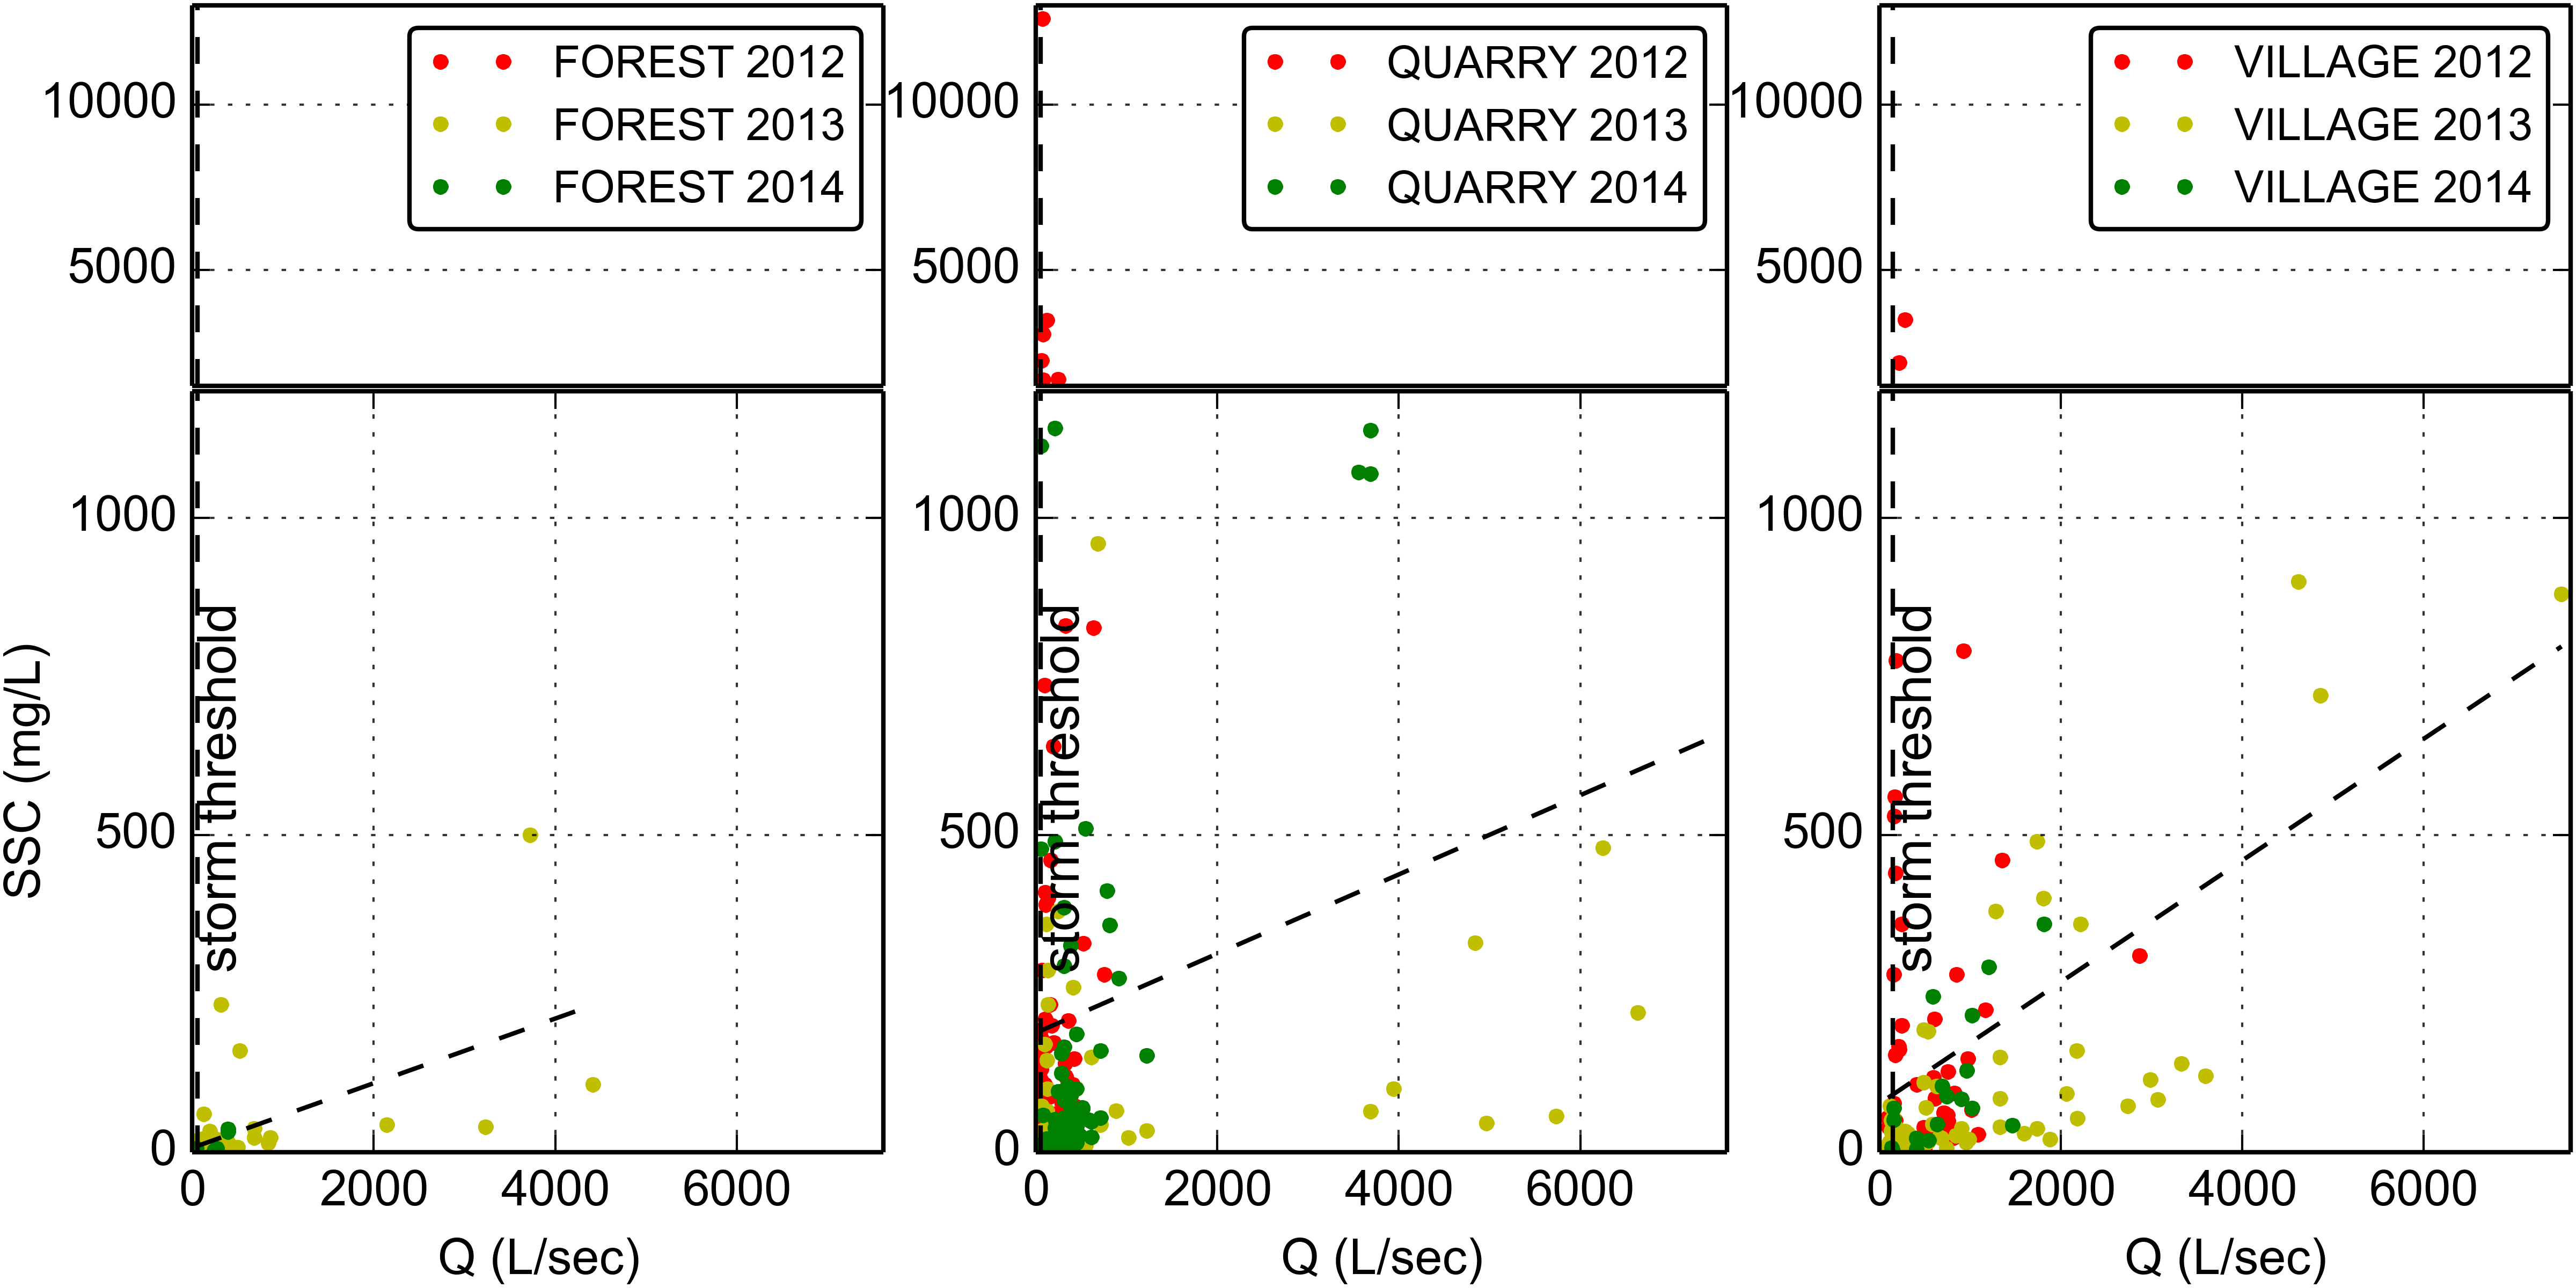 SSC (mg/L)
10000
5000
1000
500
0
0 2000 4000 6000
Q (L/sec)
storm threshold
FOREST 2012
FOREST 2013
FOREST 2014
10000
5000
1000
500
0
0 2000 4000 6000
Q (L/sec)
storm threshold
QUARRY 2012
QUARRY 2013
QUARRY 2014
10000
5000
1000
500
0
0 2000 4000 6000
Q (L/sec)
storm threshold
VILLAGE 2012
VILLAGE 2013
VILLAGE 2014